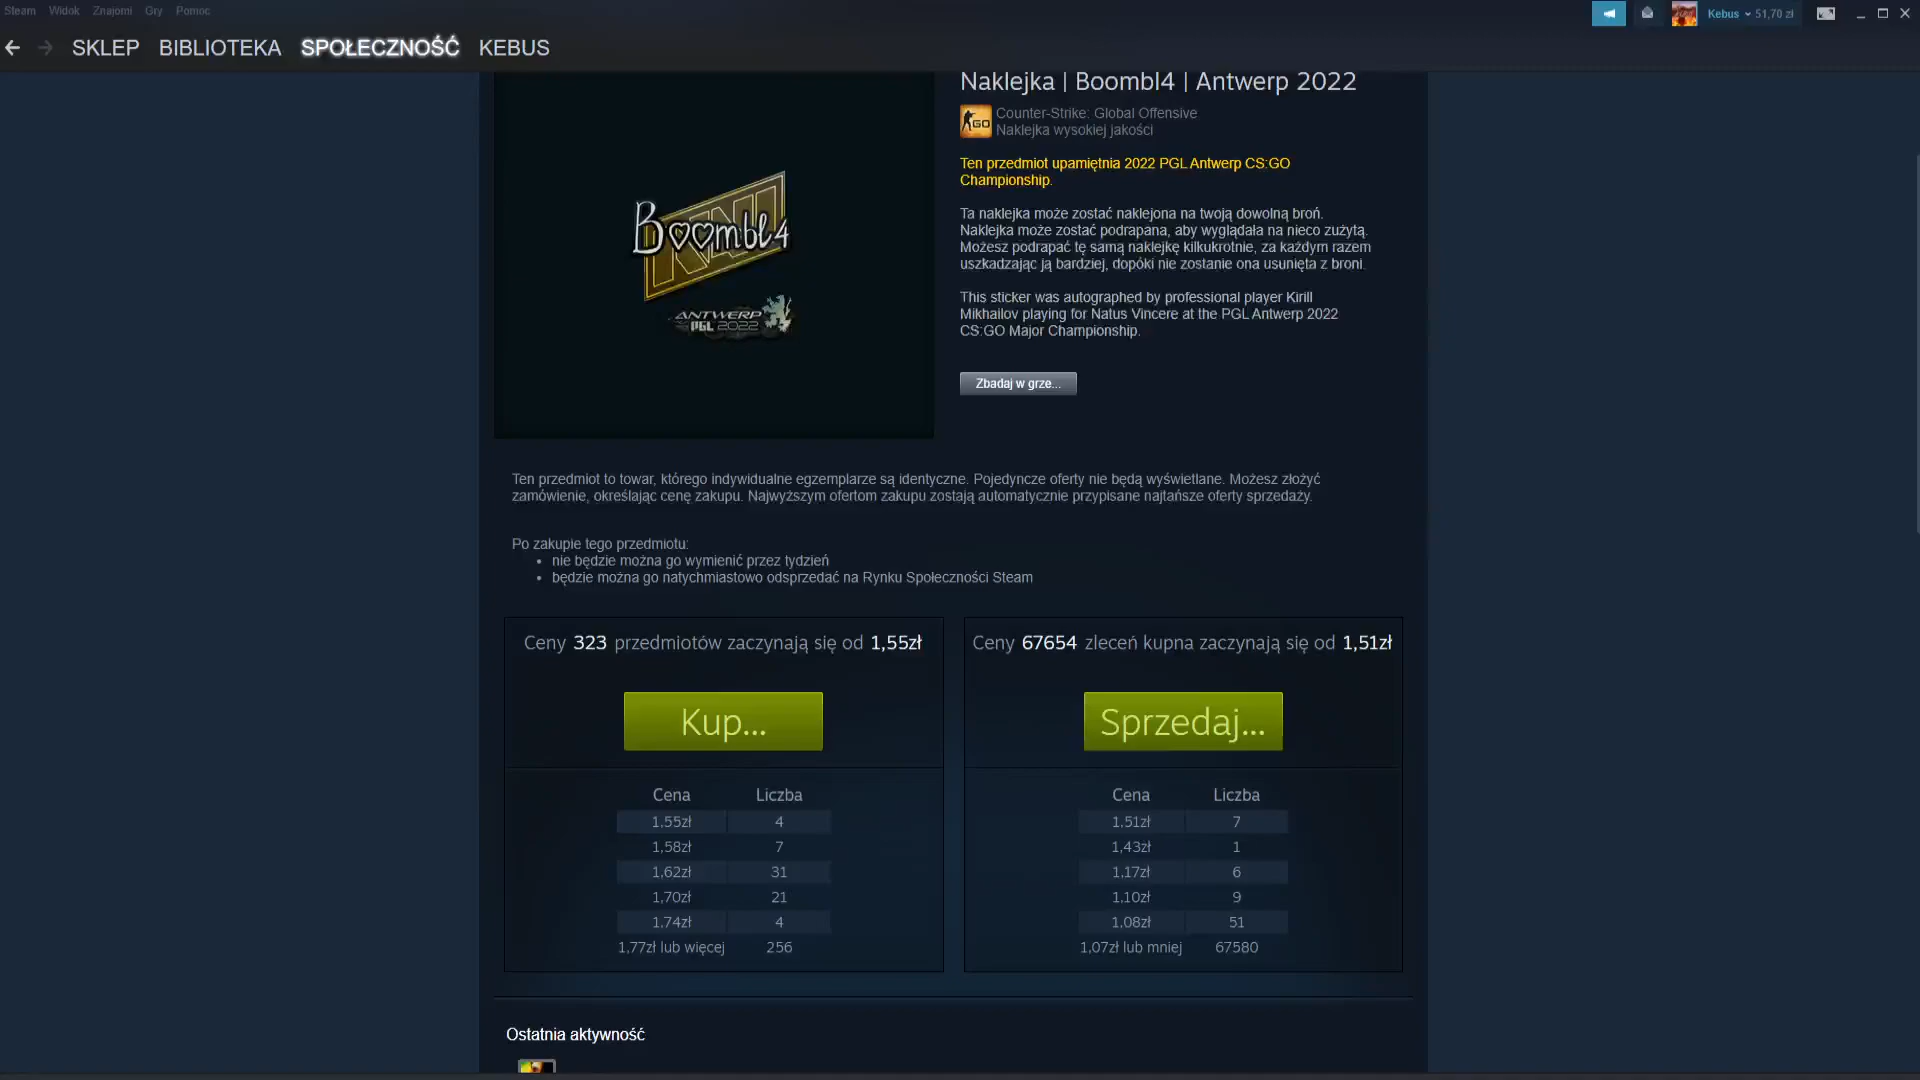 Steam Widok Znajomi Gry Pomoc
Kebus 51,70 zł
SKLEP BIBLIOTEKA SPOŁECZNOŚĆ KEBUS
Naklejka | Boombl4 | Antwerp 2022
GO
Counter-Strike: Global Offensive
Naklejka wysokiej jakości
Ten przedmiot upamiętnia 2022 PGL Antwerp CS:GO
Championship.
Boombl4
ANTWERP
PGL 2022
Ta naklejka może zostać naklejona na twoją dowolną broń.
Naklejka może zostać podrapana, aby wyglądała na nieco zużytą.
Możesz podrapać tę samą naklejkę kilkukrotnie, za każdym razem
uszkadzając ją bardziej, dopóki nie zostanie ona usunięta z broni.
This sticker was autographed by professional player Kirill
Mikhailov playing for Natus Vincere at the PGL Antwerp 2022
CS:GO Major Championship.
Zbadaj w grze...
Ten przedmiot to towar, którego indywidualne egzemplarze są identyczne. Pojedyncze oferty nie będą wyświetlane. Możesz złożyć
zamówienie, określając cenę zakupu. Najwyższym ofertom zakupu zostają automatycznie przypisane najtańsze oferty sprzedaży.
Po zakupie tego przedmiotu:
• nie będzie można go wymienić przez tydzień
• będzie można go natychmiastowo odsprzedać na Rynku Społeczności Steam
Ceny 323 przedmiotów zaczynają się od 1,55zł
Kup...
Cena Liczba
1,55zł 4
1,58zł 7
1,62zł 31
1,70zł 21
1,74zł 4
1,77zł lub więcej 256
Ceny 67654 zleceń kupna zaczynają się od 1,51zł
Sprzedaj...
Cena Liczba
1,51zł 7
1,43zł 1
1,17zł 6
1,10zł 9
1,08zł 51
1,07zł lub mniej 67580
Ostatnia aktywność